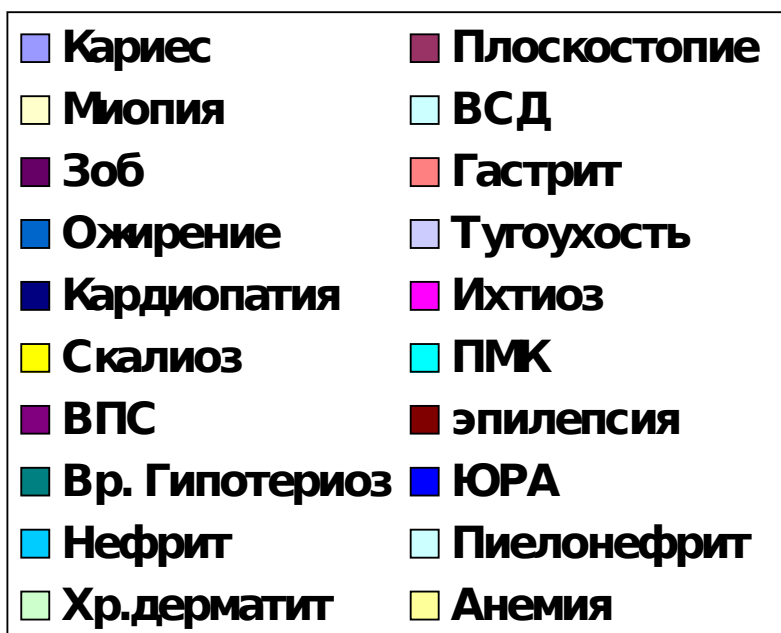 Кариес Плоскостопие
Миопия ВСД
Зоб Гастрит
Ожирение Тугоухость
Кардиопатия Ихтиоз
Скалиоз ПМК
ВПС эпилепсия
Вр. Гипотериоз ЮРА
Нефрит Пиелонефрит
Хр.дерматит Анемия